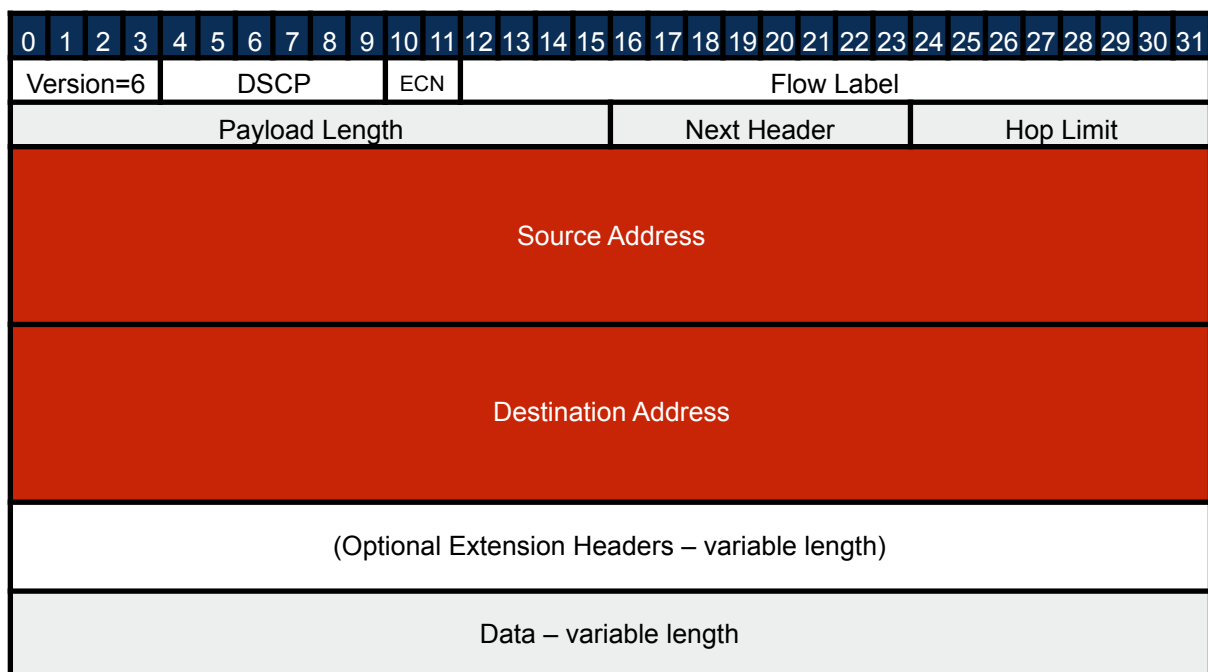 0 1 2 3 4 5 6 7 8 9 10 11 12 13 14 15 16 17 18 19 20 21 22 23 24 25 26 27 28 29 30 31
Version=6 DSCP ECN Flow Label
Payload Length Next Header Hop Limit
Source Address
Destination Address
(Optional Extension Headers – variable length)
Data – variable length